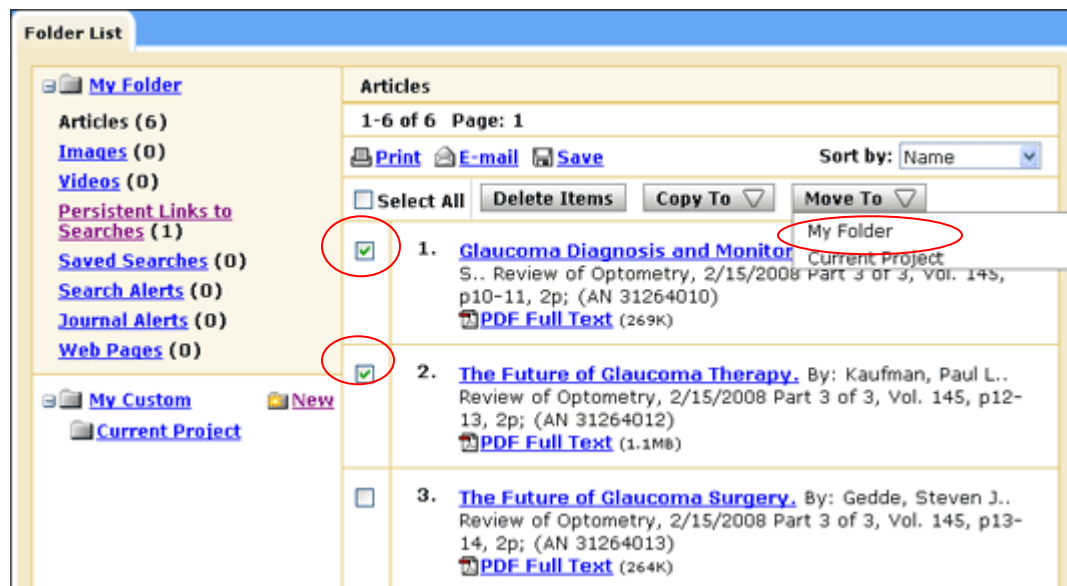 Folder List
My Folder
Articles (6)
Images (0)
Videos (0)
Persistent Links to
Searches (1)
Saved Searches (0)
Search Alerts (0)
Journal Alerts (0)
Web Pages (0)
My Custom New
Current Project
Articles
1-6 of 6 Page: 1
Print E-mail Save Sort by: Name
Select All Delete Items Copy To Move To
My Folder
Current Project
1. Glaucoma Diagnosis and Monitor
S.. Review of Optometry, 2/15/2008 Part 3 of 3, Vol. 145,
p10-11, 2p; (AN 31264010)
PDF Full Text (269K)
2. The Future of Glaucoma Therapy. By: Kaufman, Paul L..
Review of Optometry, 2/15/2008 Part 3 of 3, Vol. 145, p12-
13, 2p; (AN 31264012)
PDF Full Text (1.1MB)
3. The Future of Glaucoma Surgery. By: Gedde, Steven J..
Review of Optometry, 2/15/2008 Part 3 of 3, Vol. 145, p13-
14, 2p; (AN 31264013)
PDF Full Text (264K)